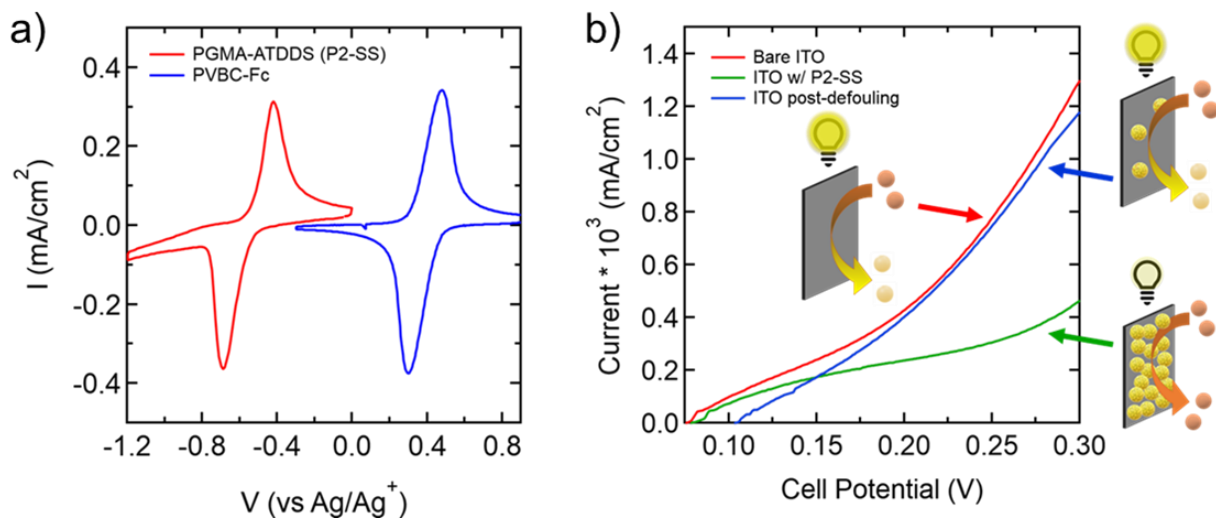 a)
PGMA-ATDDS (P2-SS)
PVBC-Fc
0.4
0.2
0.0
-0.2
-0.4
I (mA/cm²)
-1.2 -0.8 -0.4 0.0 0.4 0.8
V (vs Ag/Ag⁺)
b)
Bare ITO
ITO w/ P2-SS
ITO post-defouling
1.4
1.2
1.0
0.8
0.6
0.4
0.2
0.0
Current * 10³ (mA/cm²)
0.10 0.15 0.20 0.25 0.30
Cell Potential (V)